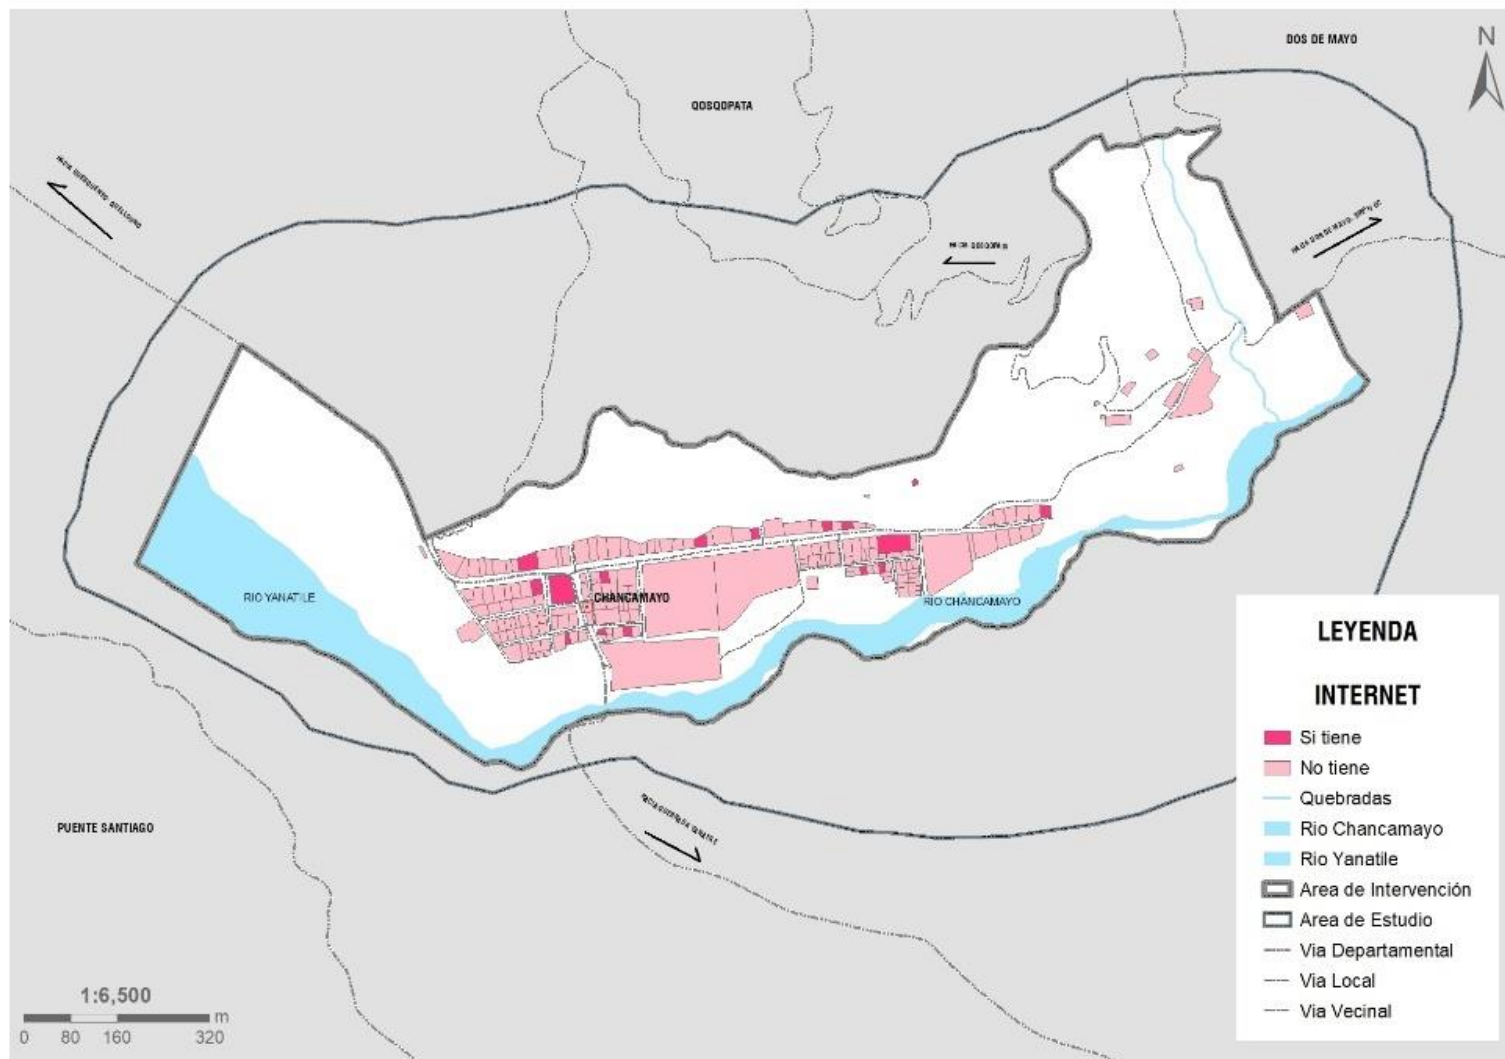 DOS DE MAYO
N
QOSQOPATA
HACIA QOSQOPATA
RIO YANATILE
CHANCAMAYO
RIO CHANCAMAYO
PUENTE SANTIAGO
LEYENDA
INTERNET
Si tiene
No tiene
Quebradas
Rio Chancamayo
Rio Yanatile
Area de Intervención
Area de Estudio
Via Departamental
Via Local
Via Vecinal
1:6,500
m
0 80 160 320